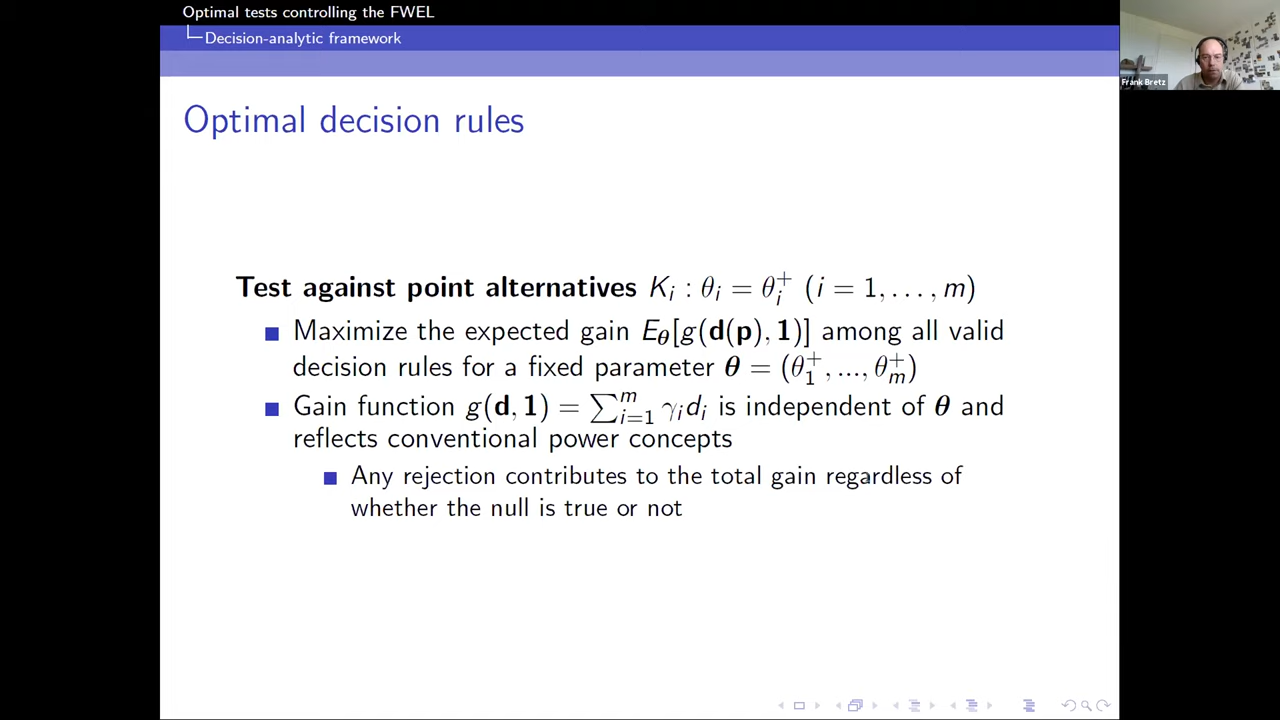 Optimal tests controlling the FWEL
Decision-analytic framework
Frank Bretz
Optimal decision rules
Test against point alternatives K_i : θ_i = θ_i^+ (i = 1, . . . , m)
Maximize the expected gain E_θ[g(d(p), 1)] among all valid
decision rules for a fixed parameter θ = (θ_1^+, ..., θ_m^+)
Gain function g(d, 1) = ∑_{i=1}^m γ_i d_i is independent of θ and
reflects conventional power concepts
Any rejection contributes to the total gain regardless of
whether the null is true or not